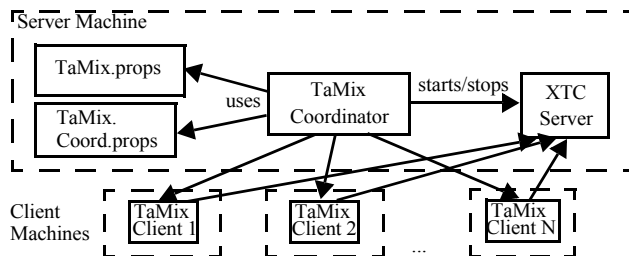 Server Machine
TaMix.props
TaMix.
Coord.props
uses
TaMix
Coordinator
starts/stops
XTC
Server
Client
Machines
TaMix
Client 1
TaMix
Client 2
...
TaMix
Client N